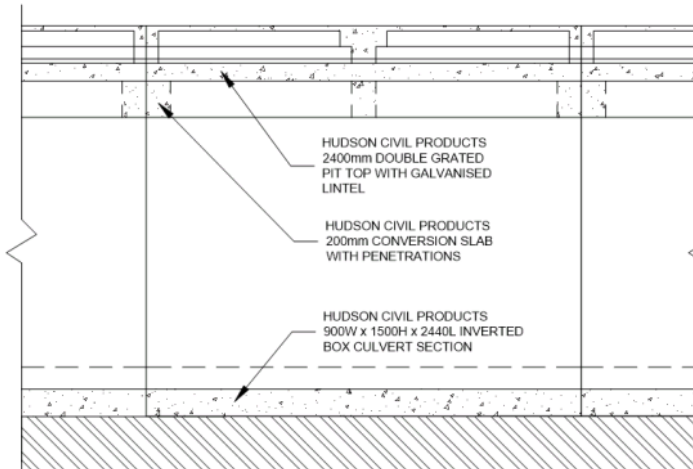 HUDSON CIVIL PRODUCTS
2400mm DOUBLE GRATED
PIT TOP WITH GALVANISED
LINTEL
HUDSON CIVIL PRODUCTS
200mm CONVERSION SLAB
WITH PENETRATIONS
HUDSON CIVIL PRODUCTS
900W x 1500H x 2440L INVERTED
BOX CULVERT SECTION